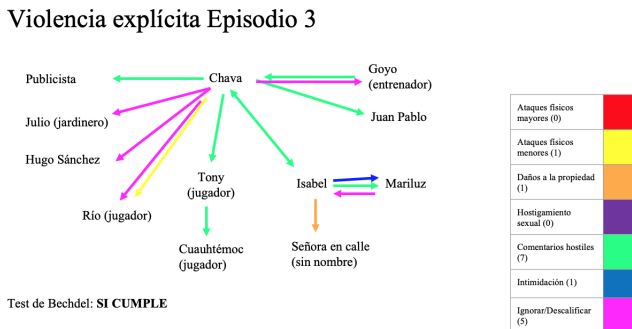 Violencia explícita Episodio 3
Publicista
Chava
Goyo
(entrenador)
Julio (jardinero)
Juan Pablo
Hugo Sánchez
Río (jugador)
Tony
(jugador)
Isabel
Mariluz
Cuauhtémoc
(jugador)
Señora en calle
(sin nombre)
Test de Bechdel: SI CUMPLE
Ataques físicos
mayores (0)
Ataques físicos
menores (1)
Daños a la propiedad
(1)
Hostigamiento
sexual (0)
Comentarios hostiles
(7)
Intimidación (1)
Ignorar/Descalificar
(5)